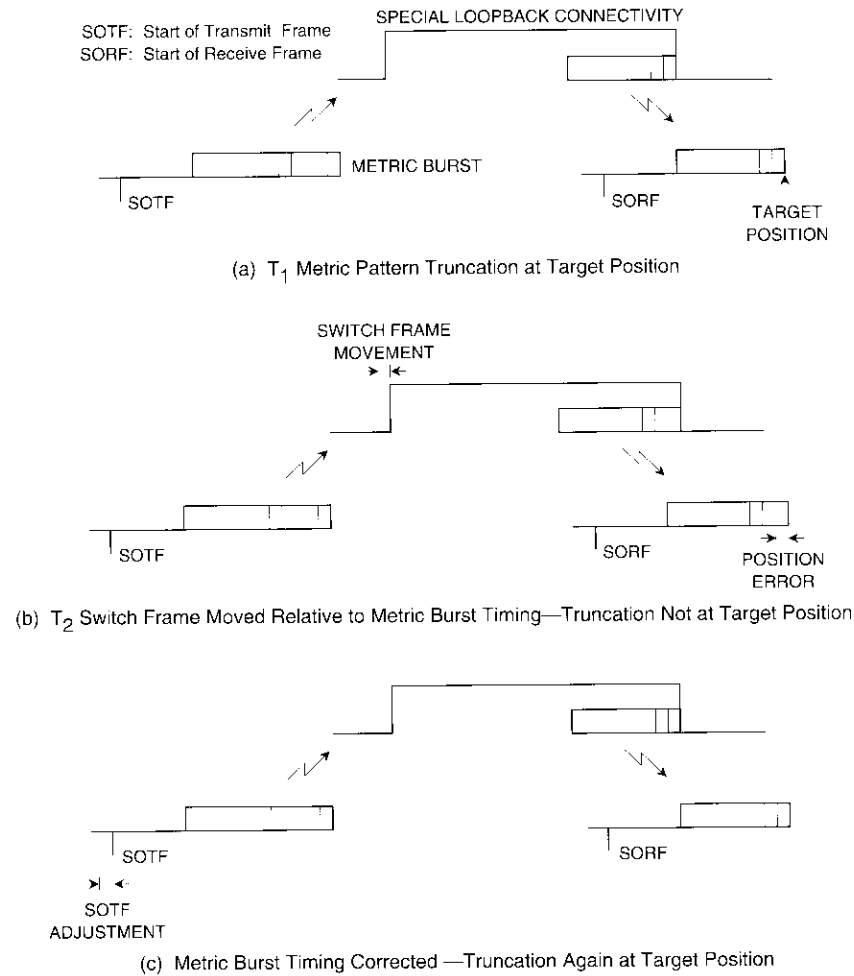 SPECIAL LOOPBACK CONNECTIVITY
SOTF: Start of Transmit Frame
SORF: Start of Receive Frame
METRIC BURST
SOTF
SORF
TARGET
POSITION
(a) T1 Metric Pattern Truncation at Target Position
SWITCH FRAME
MOVEMENT
SOTF
SORF
POSITION
ERROR
(b) T2 Switch Frame Moved Relative to Metric Burst Timing—Truncation Not at Target Position
SOTF
SORF
SOTF
ADJUSTMENT
(c) Metric Burst Timing Corrected —Truncation Again at Target Position